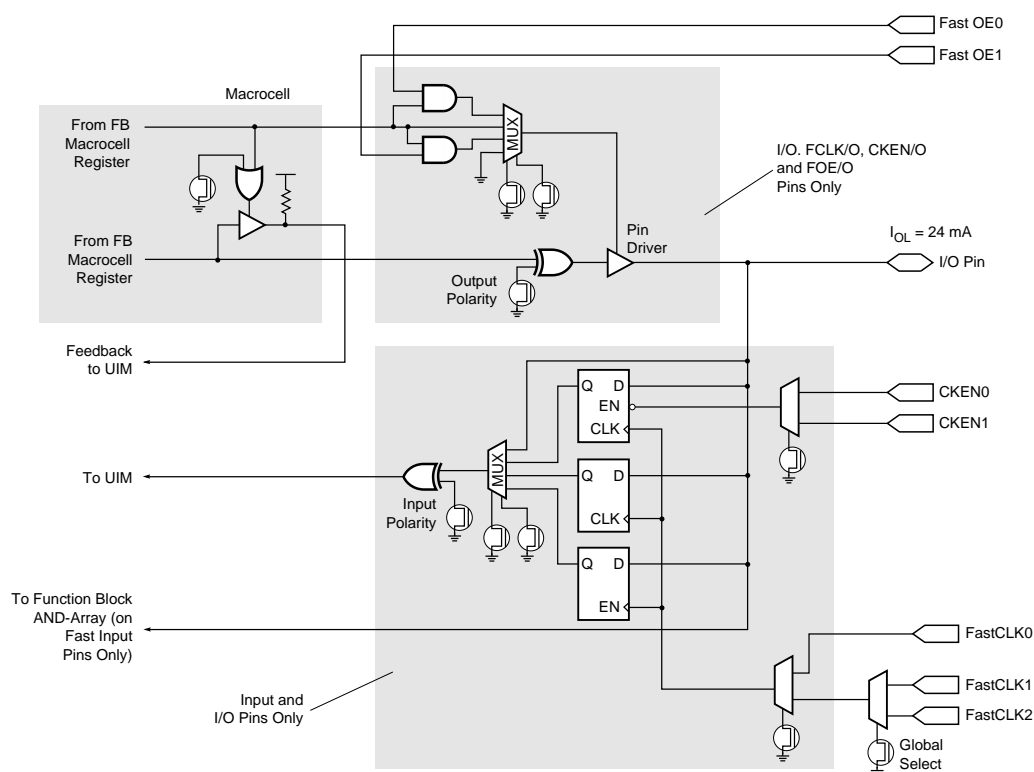 Fast OE0
Fast OE1
Macrocell
From FB
Macrocell
Register
MUX
I/O. FCLK/O, CKEN/O
and FOE/O
Pins Only
Pin
Driver
IOL = 24 mA
From FB
Macrocell
Register
I/O Pin
Output
Polarity
Feedback
to UIM
Q D
EN
CLK
CKEN0
CKEN1
MUX
To UIM
Q D
CLK
Input
Polarity
Q D
EN
To Function Block
AND-Array (on
Fast Input
Pins Only)
FastCLK0
FastCLK1
FastCLK2
Input and
I/O Pins Only
Global
Select